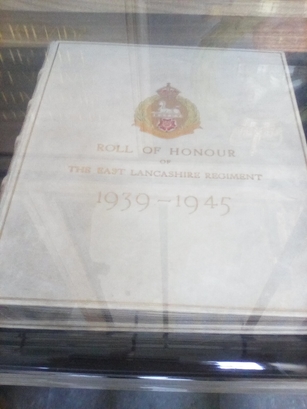 ROLL OF HONOUR
OF
THE EAST LANCASHIRE REGIMENT
1939-1945